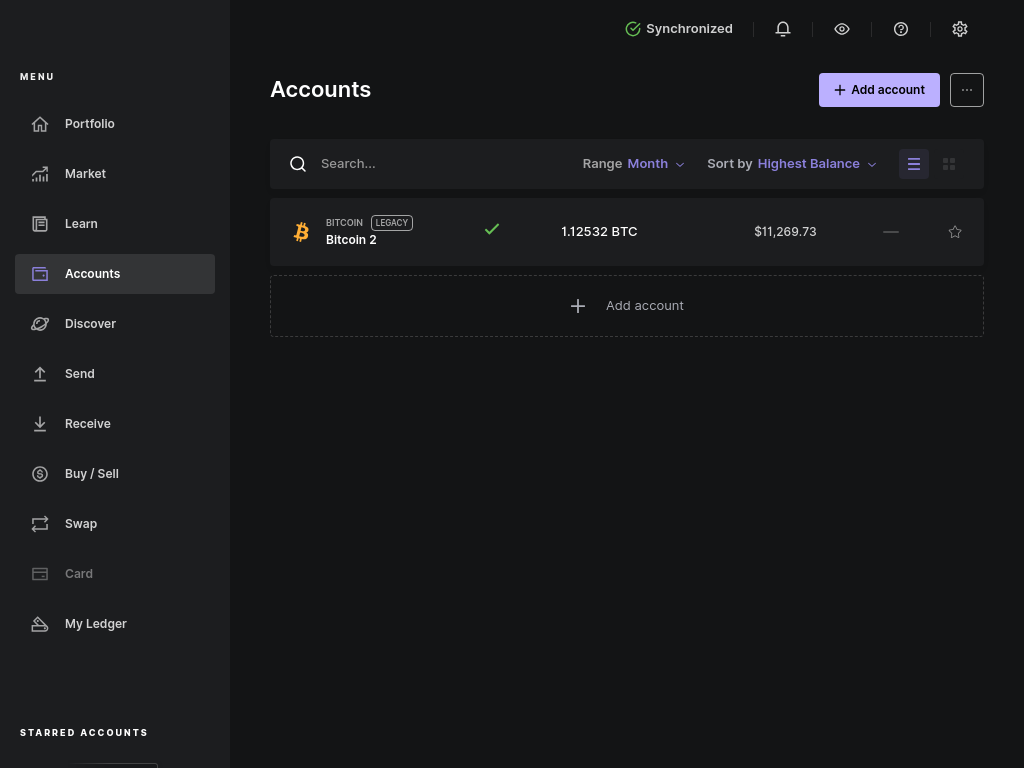 Synchronized
MENU
Portfolio
Market
Learn
Accounts
Discover
Send
Receive
Buy / Sell
Swap
Card
My Ledger
STARRED ACCOUNTS
Accounts
Add account
Search...
Range Month
Sort by Highest Balance
BITCOIN LEGACY
Bitcoin 2
1.12532 BTC
$11,269.73
Add account